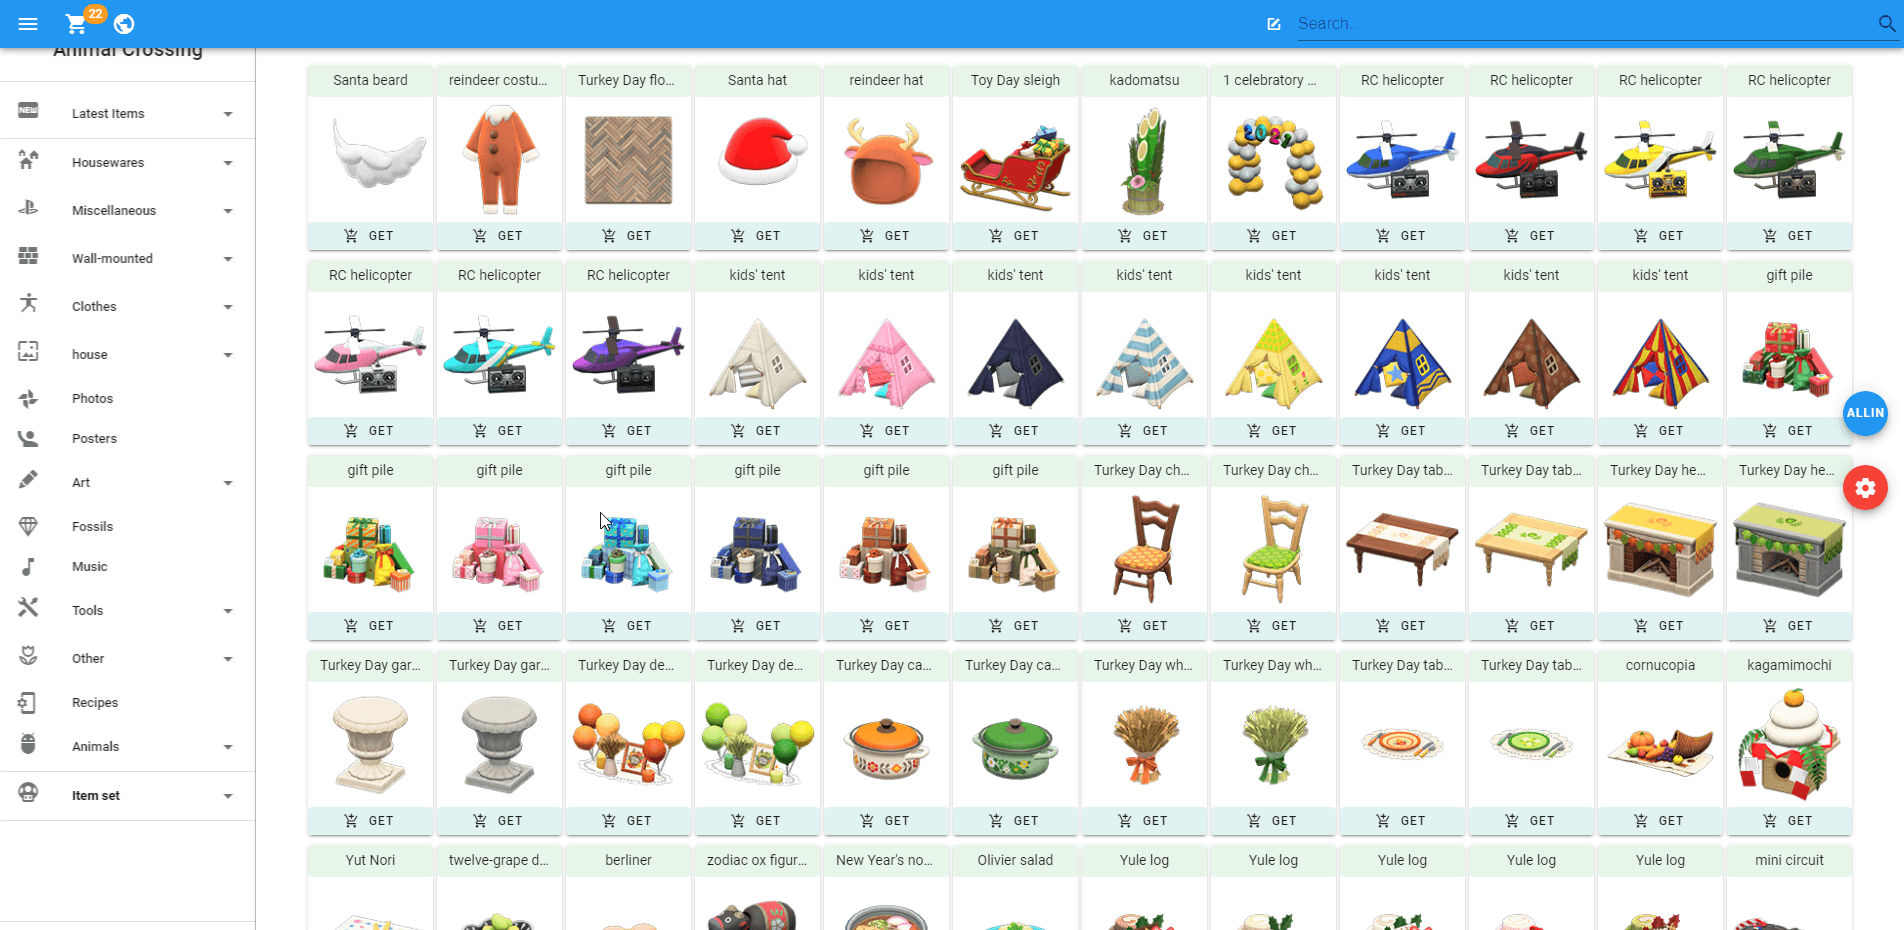 22
Search...
Animal Crossing
Latest Items
Housewares
Miscellaneous
Wall-mounted
Clothes
house
Photos
Posters
Art
Fossils
Music
Tools
Other
Recipes
Animals
Item set
Santa beard reindeer costu... Turkey Day flo... Santa hat reindeer hat Toy Day sleigh kadomatsu 1 celebratory ... RC helicopter RC helicopter RC helicopter RC helicopter
GET GET GET GET GET GET GET GET GET GET GET GET
RC helicopter RC helicopter RC helicopter kids' tent kids' tent kids' tent kids' tent kids' tent kids' tent kids' tent kids' tent gift pile
GET GET GET GET GET GET GET GET GET GET GET GET
gift pile gift pile gift pile gift pile gift pile gift pile Turkey Day ch... Turkey Day ch... Turkey Day tab... Turkey Day tab... Turkey Day he... Turkey Day he...
GET GET GET GET GET GET GET GET GET GET GET GET
Turkey Day gar... Turkey Day gar... Turkey Day de... Turkey Day de... Turkey Day ca... Turkey Day ca... Turkey Day wh... Turkey Day wh... Turkey Day tab... Turkey Day tab... cornucopia kagamimochi
GET GET GET GET GET GET GET GET GET GET GET GET
Yut Nori twelve-grape d... berliner zodiac ox figur... New Year's no... Olivier salad Yule log Yule log Yule log Yule log Yule log mini circuit
ALLIN
NEW
2021